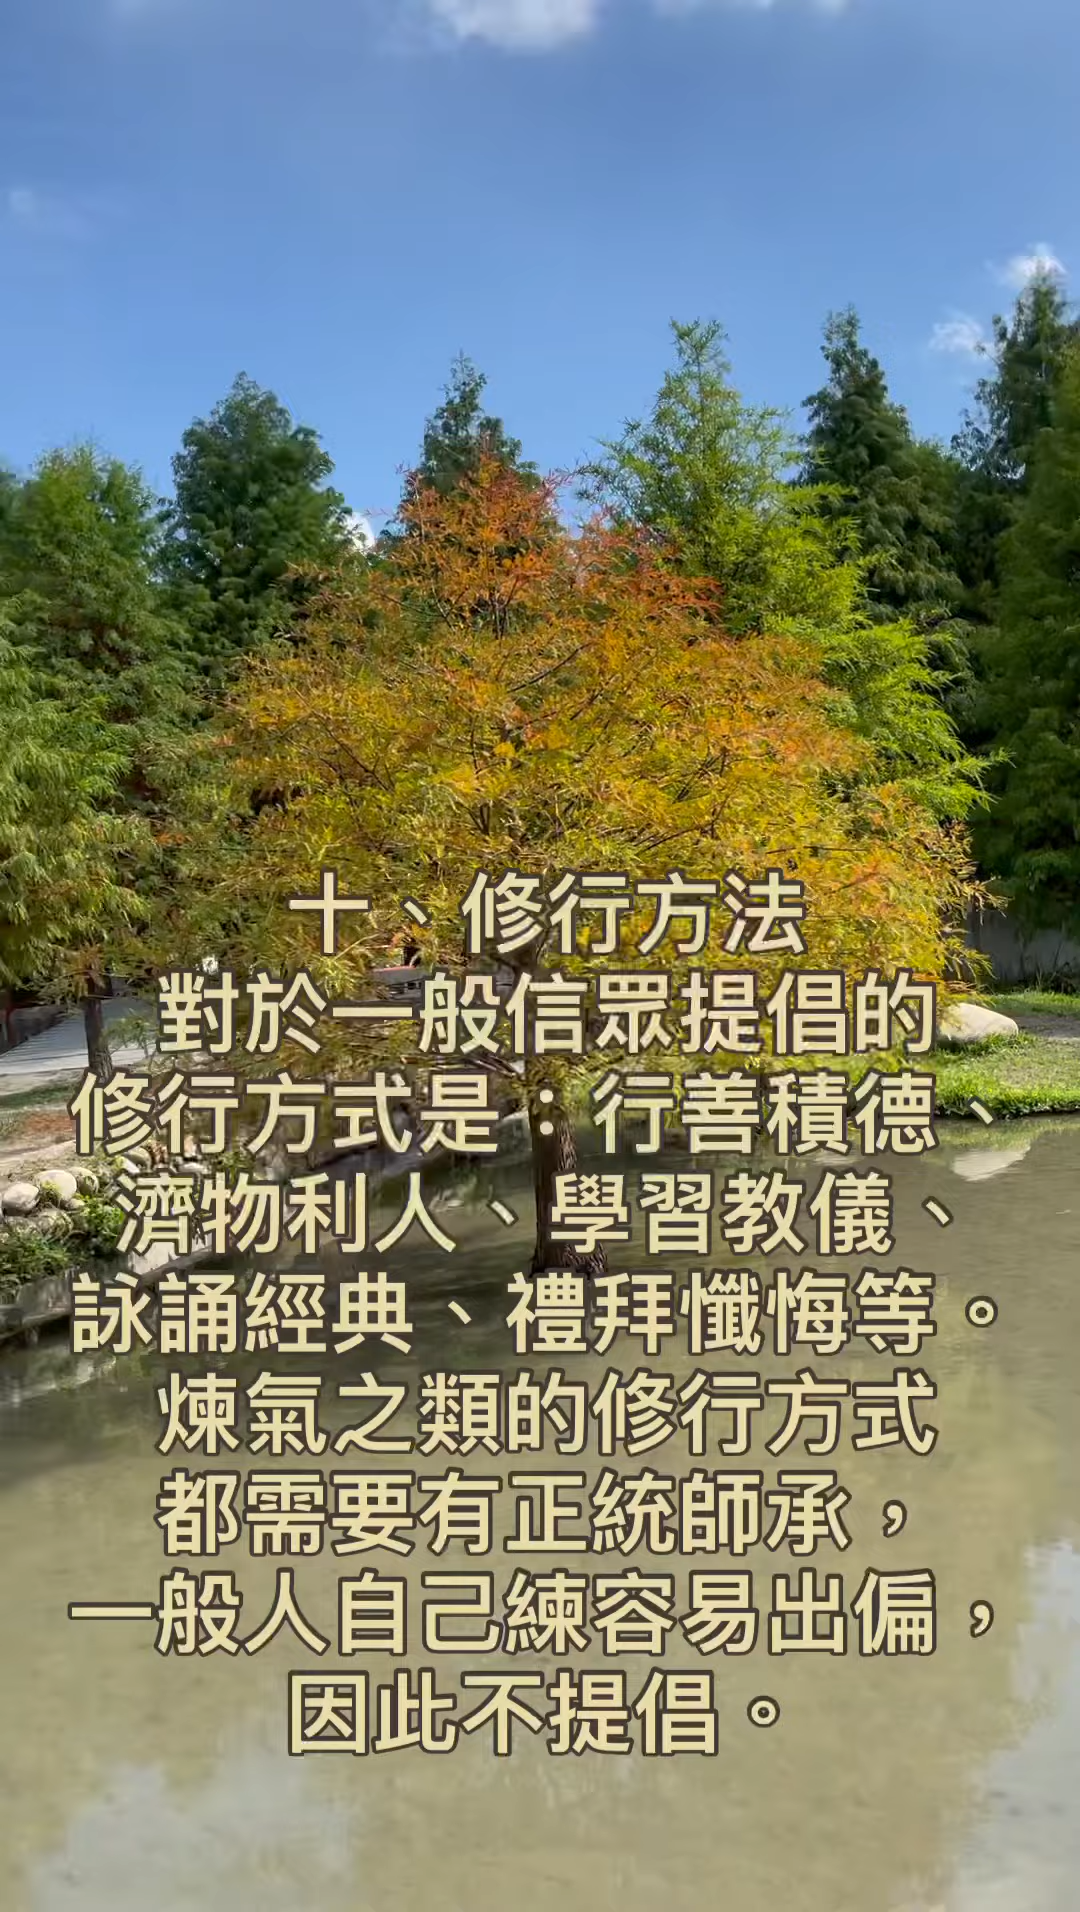 十、修行方法
對於一般信眾提倡的
修行方式是：行善積德、
濟物利人、學習教儀、
詠誦經典、禮拜懺悔等。
煉氣之類的修行方式
都需要有正統師承，
一般人自己練容易出偏，
因此不提倡。